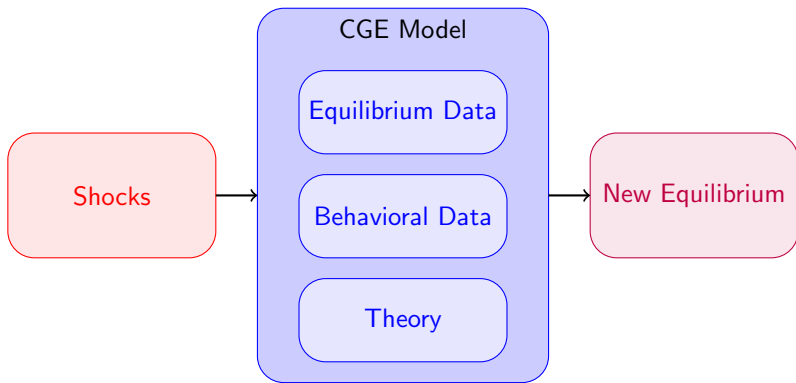 CGE Model
Equilibrium Data
Shocks
Behavioral Data
New Equilibrium
Theory